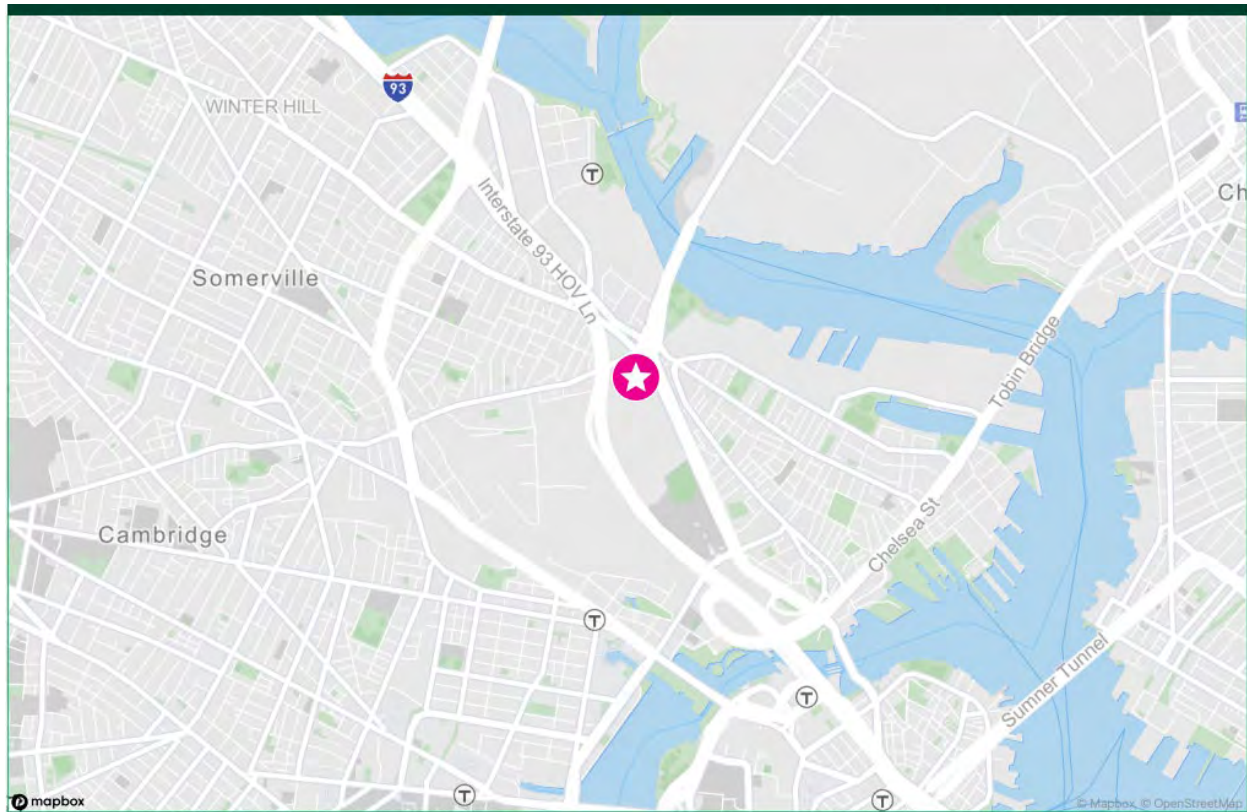 93
WINTER HILL
T
Interstate 93 HOV Ln
Ch
Somerville
Tobin Bridge
Cambridge
Chelsea St
T
Sumner Tunnel
T
T
T
mapbox
© Mapbox, © OpenStreetMap